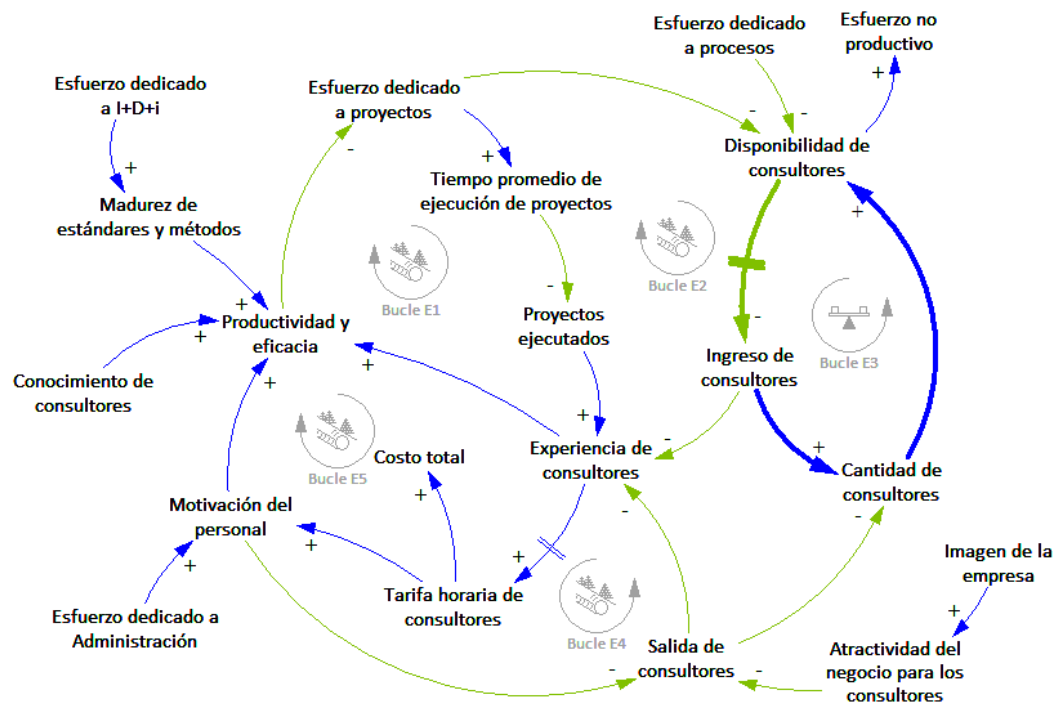 Esfuerzo dedicado
a procesos
Esfuerzo no
productivo
Esfuerzo dedicado
a I+D+i
Esfuerzo dedicado
a proyectos
Disponibilidad de
consultores
Tiempo promedio de
ejecución de proyectos
Madurez de
estándares y métodos
Bucle E1
Bucle E2
Productividad y
eficacia
Proyectos
ejecutados
Ingreso de
consultores
Bucle E3
Conocimiento de
consultores
Experiencia de
consultores
Costo total
Bucle E5
Cantidad de
consultores
Motivación del
personal
Imagen de la
empresa
Tarifa horaria de
consultores
Esfuerzo dedicado a
Administración
Bucle E4
Salida de
consultores
Atractividad del
negocio para los
consultores